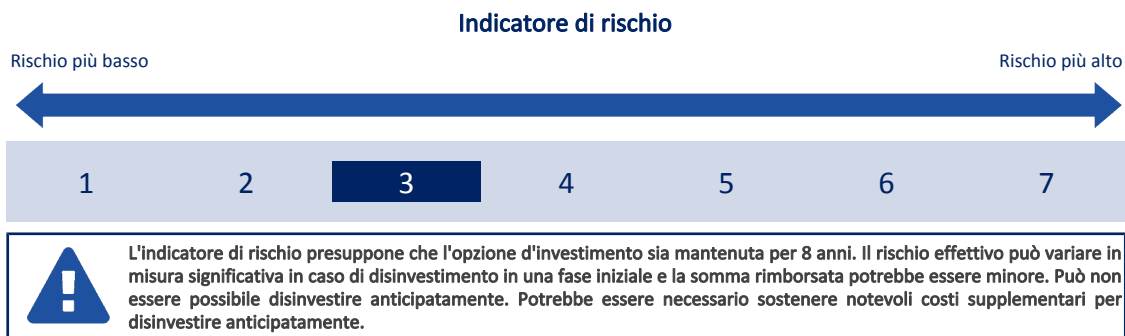 Indicatore di rischio
Rischio più basso
Rischio più alto
1 2 3 4 5 6 7
L'indicatore di rischio presuppone che l'opzione d'investimento sia mantenuta per 8 anni. Il rischio effettivo può variare in
misura significativa in caso di disinvestimento in una fase iniziale e la somma rimborsata potrebbe essere minore. Può non
essere possibile disinvestire anticipatamente. Potrebbe essere necessario sostenere notevoli costi supplementari per
disinvestire anticipatamente.